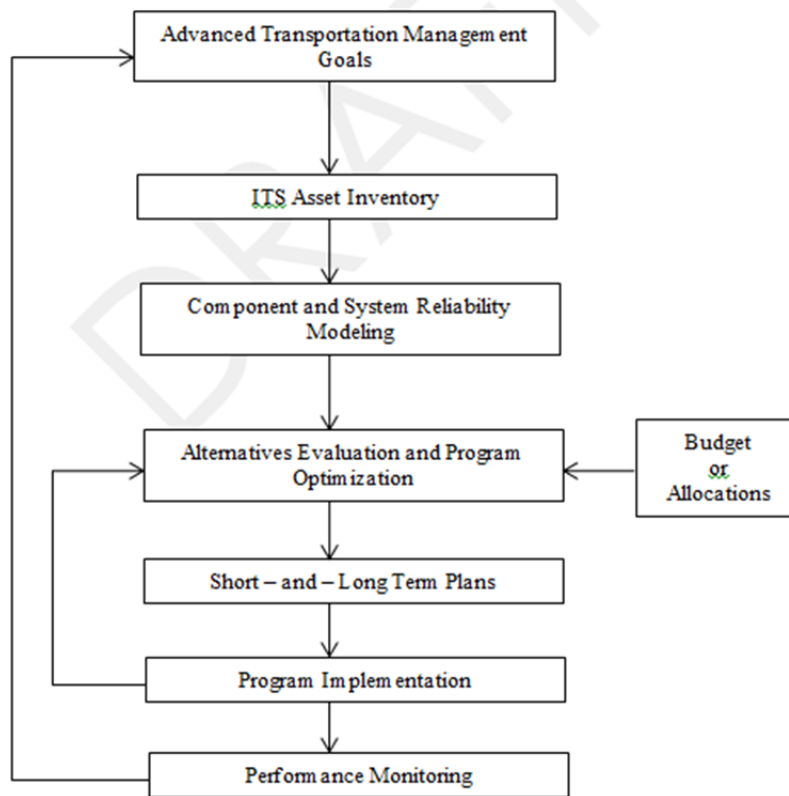 Advanced Transportation Management
Goals
ITS Asset Inventory
Component and System Reliability
Modeling
Alternatives Evaluation and Program
Optimization
Budget
or
Allocations
Short – and – Long Term Plans
Program Implementation
Performance Monitoring
DRAFT